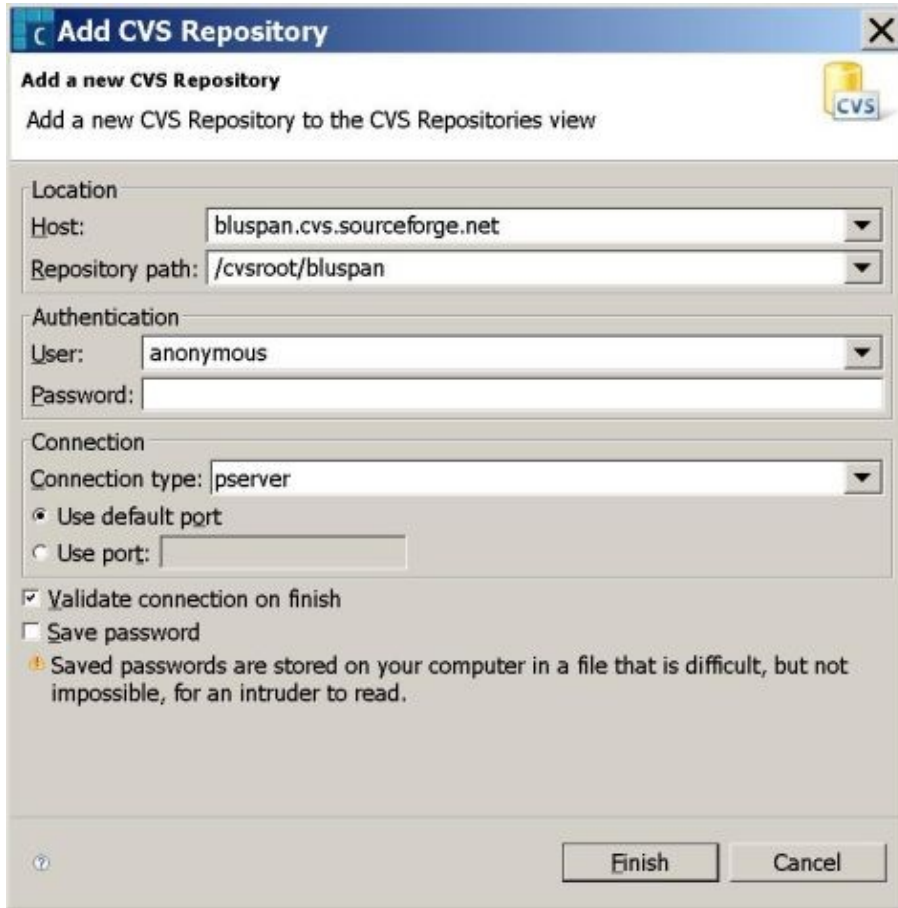 C Add CVS Repository
Add a new CVS Repository
Add a new CVS Repository to the CVS Repositories view
CVS
Location
Host: bluspan.cvs.sourceforge.net
Repository path: /cvsroot/bluspan
Authentication
User: anonymous
Password:
Connection
Connection type: pserver
Use default port
Use port:
Validate connection on finish
Save password
Saved passwords are stored on your computer in a file that is difficult, but not
impossible, for an intruder to read.
? Finish Cancel